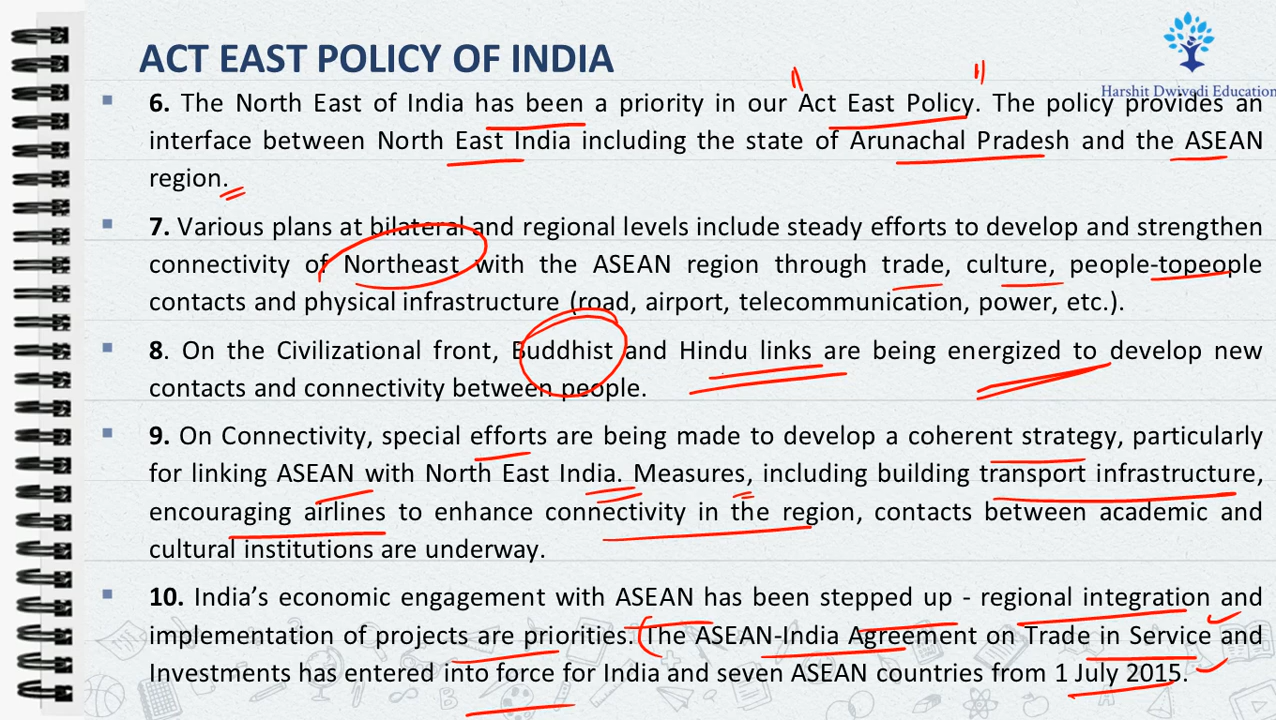 ACT EAST POLICY OF INDIA
Harshit Dwivedi Education
6. The North East of India has been a priority in our Act East Policy. The policy provides an
interface between North East India including the state of Arunachal Pradesh and the ASEAN
region.
7. Various plans at bilateral and regional levels include steady efforts to develop and strengthen
connectivity of Northeast with the ASEAN region through trade, culture, people-topeople
contacts and physical infrastructure (road, airport, telecommunication, power, etc.).
8. On the Civilizational front, Buddhist and Hindu links are being energized to develop new
contacts and connectivity between people.
9. On Connectivity, special efforts are being made to develop a coherent strategy, particularly
for linking ASEAN with North East India. Measures, including building transport infrastructure,
encouraging airlines to enhance connectivity in the region, contacts between academic and
cultural institutions are underway.
10. India’s economic engagement with ASEAN has been stepped up - regional integration and
implementation of projects are priorities. The ASEAN-India Agreement on Trade in Service and
Investments has entered into force for India and seven ASEAN countries from 1 July 2015.